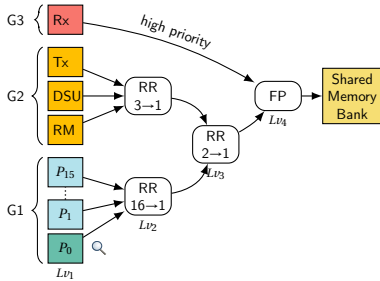 G3
Rx
high priority
G2
Tx
DSU
RM
RR
3→1
FP
Lv4
Shared
Memory
Bank
RR
2→1
Lv3
G1
P15
P1
P0
RR
16→1
Lv2
Lv1